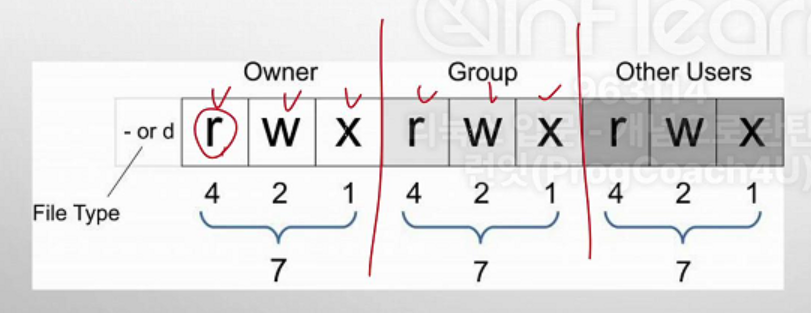 Inflearn
963114
Owner Group Other Users
- or d r w x r w x r w x
File Type
4 2 1 4 2 1 4 2 1
7 7 7
(ProgCoach4U)